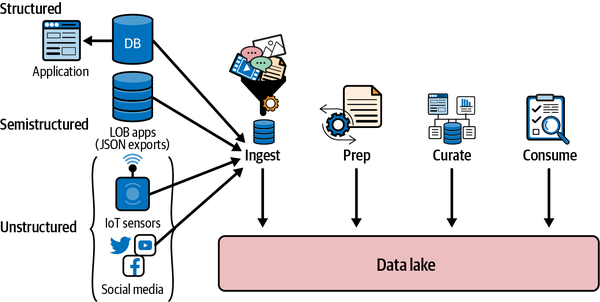 Structured
DB
Application
Semistructured
LOB apps
(JSON exports)
Unstructured
IoT sensors
Social media
Ingest
Prep
Curate
Consume
Data lake